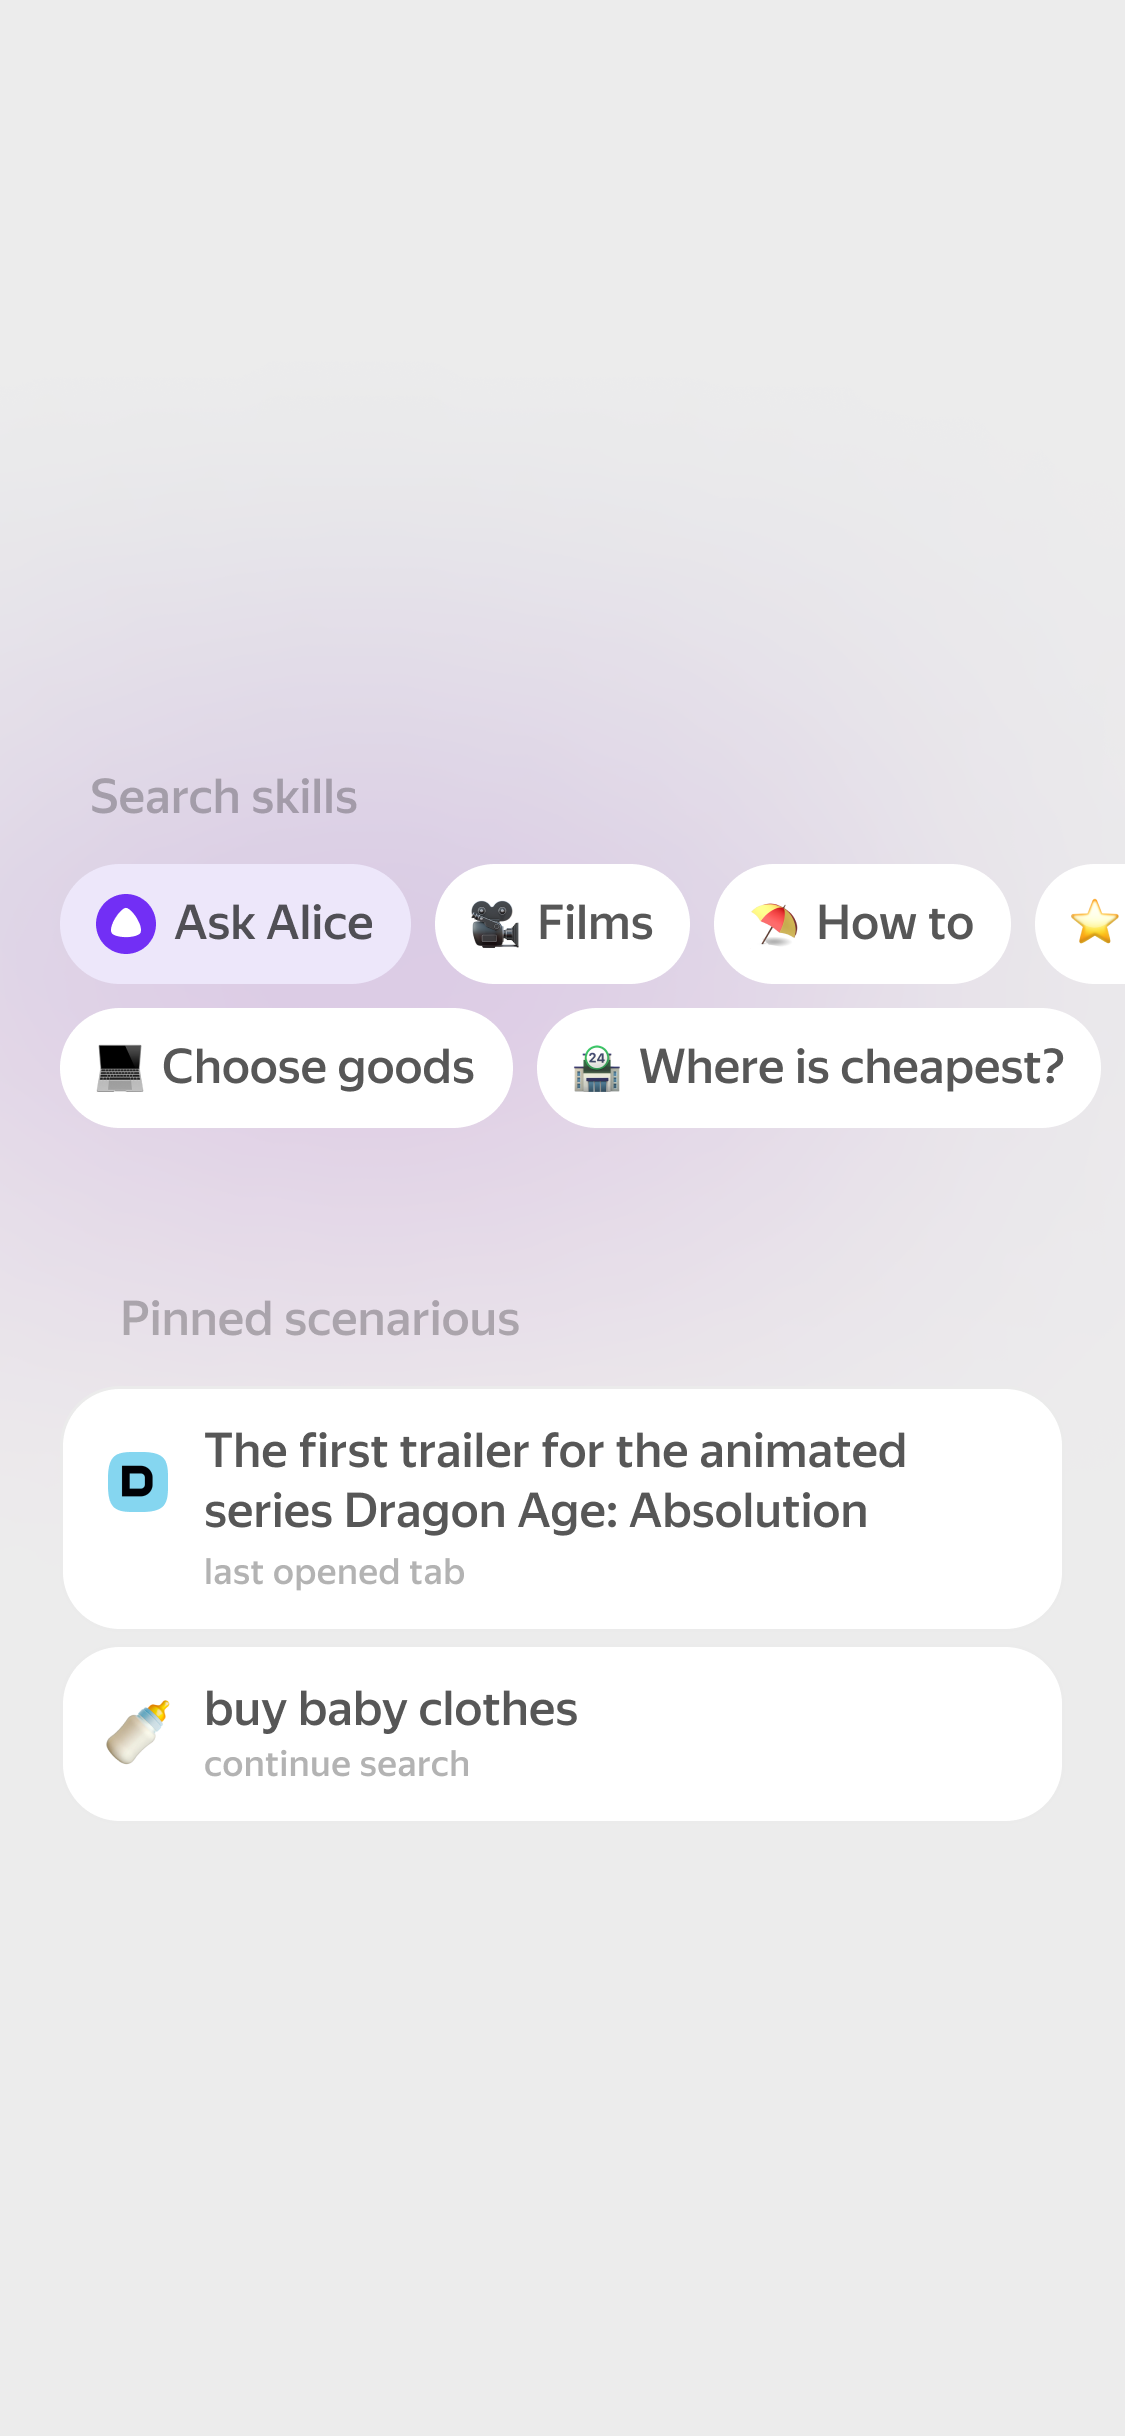 Search skills
Ask Alice
Films
How to
Choose goods
24
Where is cheapest?
Pinned scenarious
D
The first trailer for the animated
series Dragon Age: Absolution
last opened tab
buy baby clothes
continue search